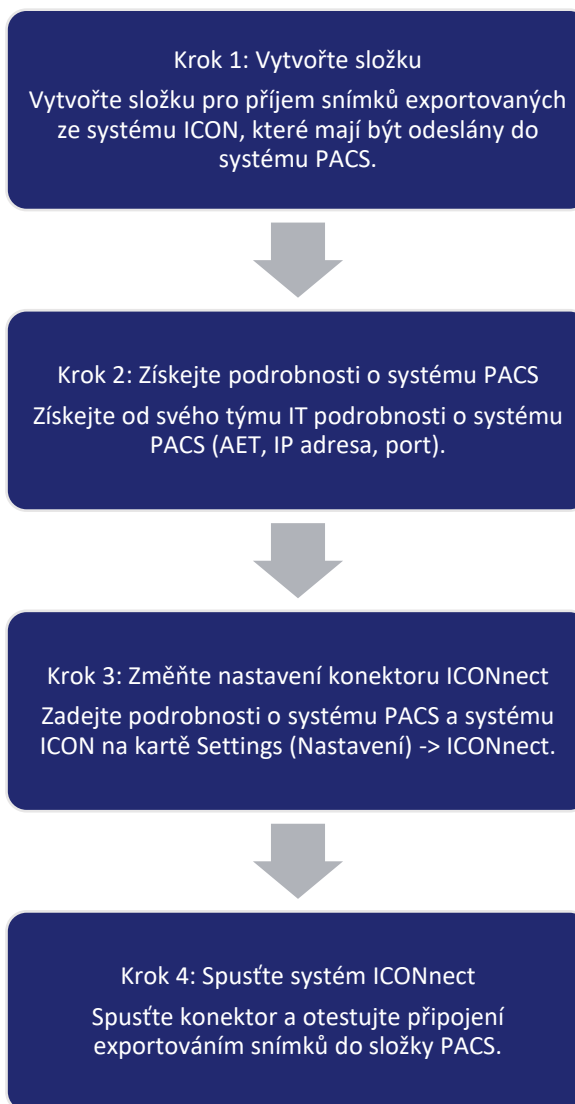 Krok 1: Vytvořte složku
Vytvořte složku pro příjem snímků exportovaných
ze systému ICON, které mají být odeslány do
systému PACS.
Krok 2: Získejte podrobnosti o systému PACS
Získejte od svého týmu IT podrobnosti o systému
PACS (AET, IP adresa, port).
Krok 3: Změňte nastavení konektoru ICONnect
Zadejte podrobnosti o systému PACS a systému
ICON na kartě Settings (Nastavení) -> ICONnect.
Krok 4: Spusťte systém ICONnect
Spusťte konektor a otestujte připojení
exportováním snímků do složky PACS.